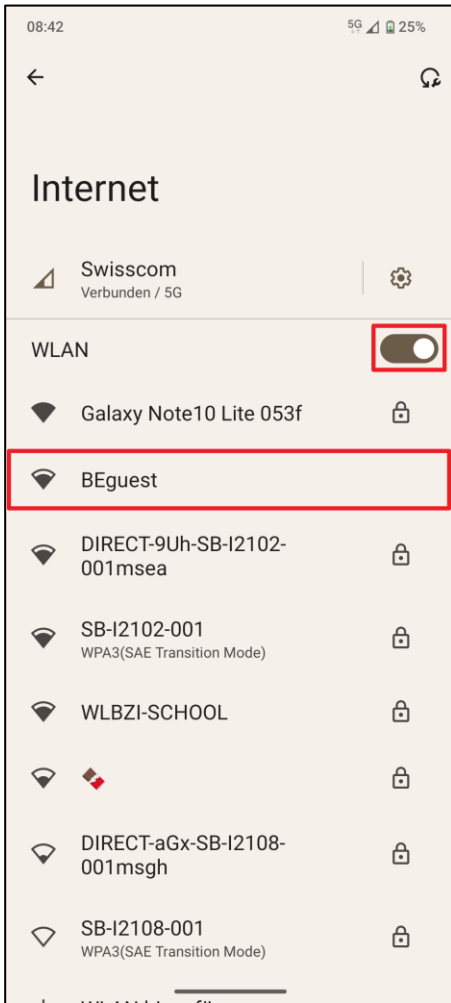 08:42 5G 25%
Internet
Swisscom
Verbunden / 5G
WLAN
Galaxy Note10 Lite 053f
BEguest
DIRECT-9Uh-SB-I2102-
001msea
SB-I2102-001
WPA3(SAE Transition Mode)
WLBZI-SCHOOL
🍫
DIRECT-aGx-SB-I2108-
001msgh
SB-I2108-001
WPA3(SAE Transition Mode)